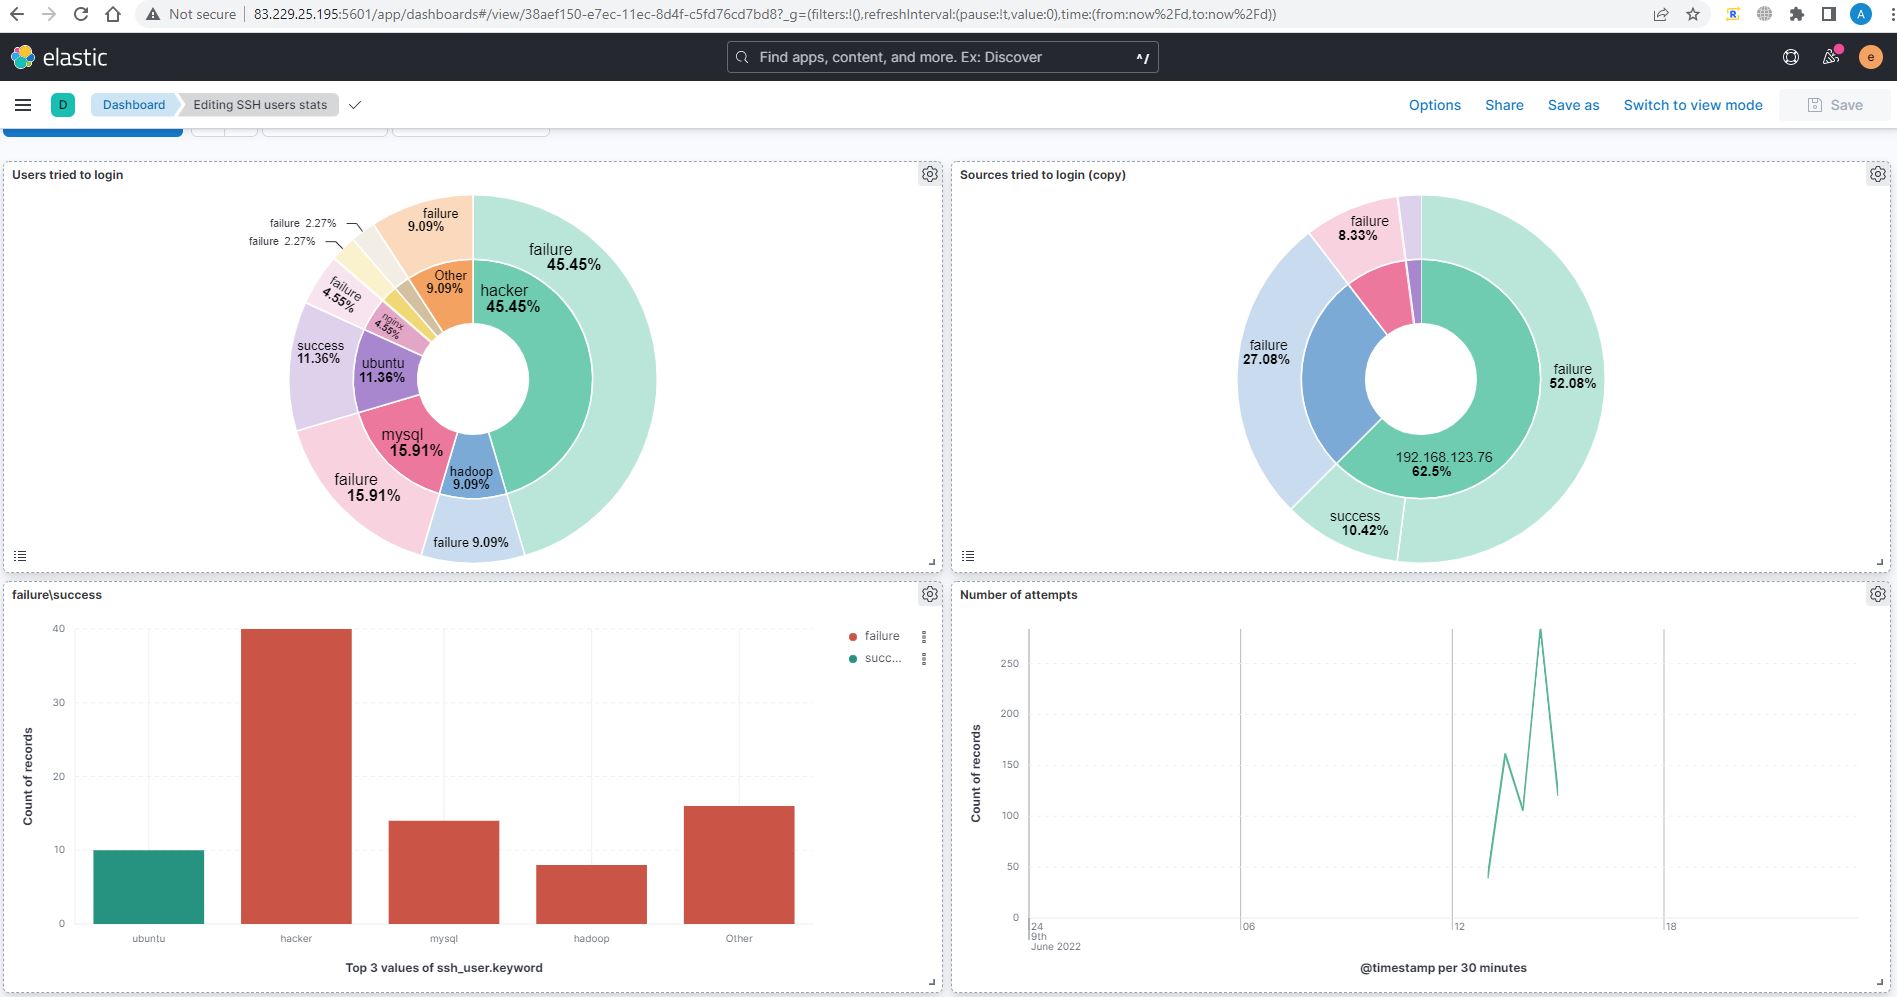 Not secure
83.229.25.195:5601/app/dashboards#/view/38aef150-e7ec-11ec-8d4f-c5fd76cd7bd8?_g=(filters:!(),refreshInterval:(pause:!t,value:0),time:(from:now%2Fd,to:now%2Fd))
R
A
elastic
Find apps, content, and more. Ex: Discover
^/
e
D
Dashboard
Editing SSH users stats
Options
Share
Save as
Switch to view mode
Save
Users tried to login
failure 2.27%
failure 2.27%
failure
9.09%
failure
45.45%
Other
9.09%
hacker
45.45%
failure
4.55%
nginx
4.55%
success
11.36%
ubuntu
11.36%
mysql
15.91%
failure
15.91%
hadoop
9.09%
failure 9.09%
Sources tried to login (copy)
failure
8.33%
failure
27.08%
failure
52.08%
192.168.123.76
62.5%
success
10.42%
failure\success
40
30
20
10
0
Count of records
ubuntu
hacker
mysql
hadoop
Other
Top 3 values of ssh_user.keyword
failure
succ...
Number of attempts
250
200
150
100
50
0
Count of records
24
9th
June 2022
06
12
18
@timestamp per 30 minutes